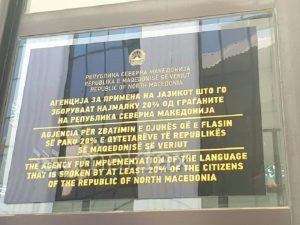 РЕПУБЛИКА СЕВЕРНА МАКЕДОНИЈА
REPUBLIKA E MAQEDONISË SË VERIUT
REPUBLIC OF NORTH MACEDONIA
АГЕНЦИЈА ЗА ПРИМЕНА НА ЈАЗИКОТ ШТО ГО
ЗБОРУВААТ НАЈМАЛКУ 20% ОД ГРАЃАНИТЕ
НА РЕПУБЛИКА СЕВЕРНА МАКЕДОНИЈА
AGJENCIA PËR ZBATIMIN E GJUHËS QË E FLASIN
SË PAKU 20% E QYTETARËVE TË REPUBLIKËS
SË MAQEDONISË SË VERIUT
THE AGENCY FOR IMPLEMENTATION OF THE LANGUAGE
THAT IS SPOKEN BY AT LEAST 20% OF THE CITIZENS
OF THE REPUBLIC OF NORTH MACEDONIA